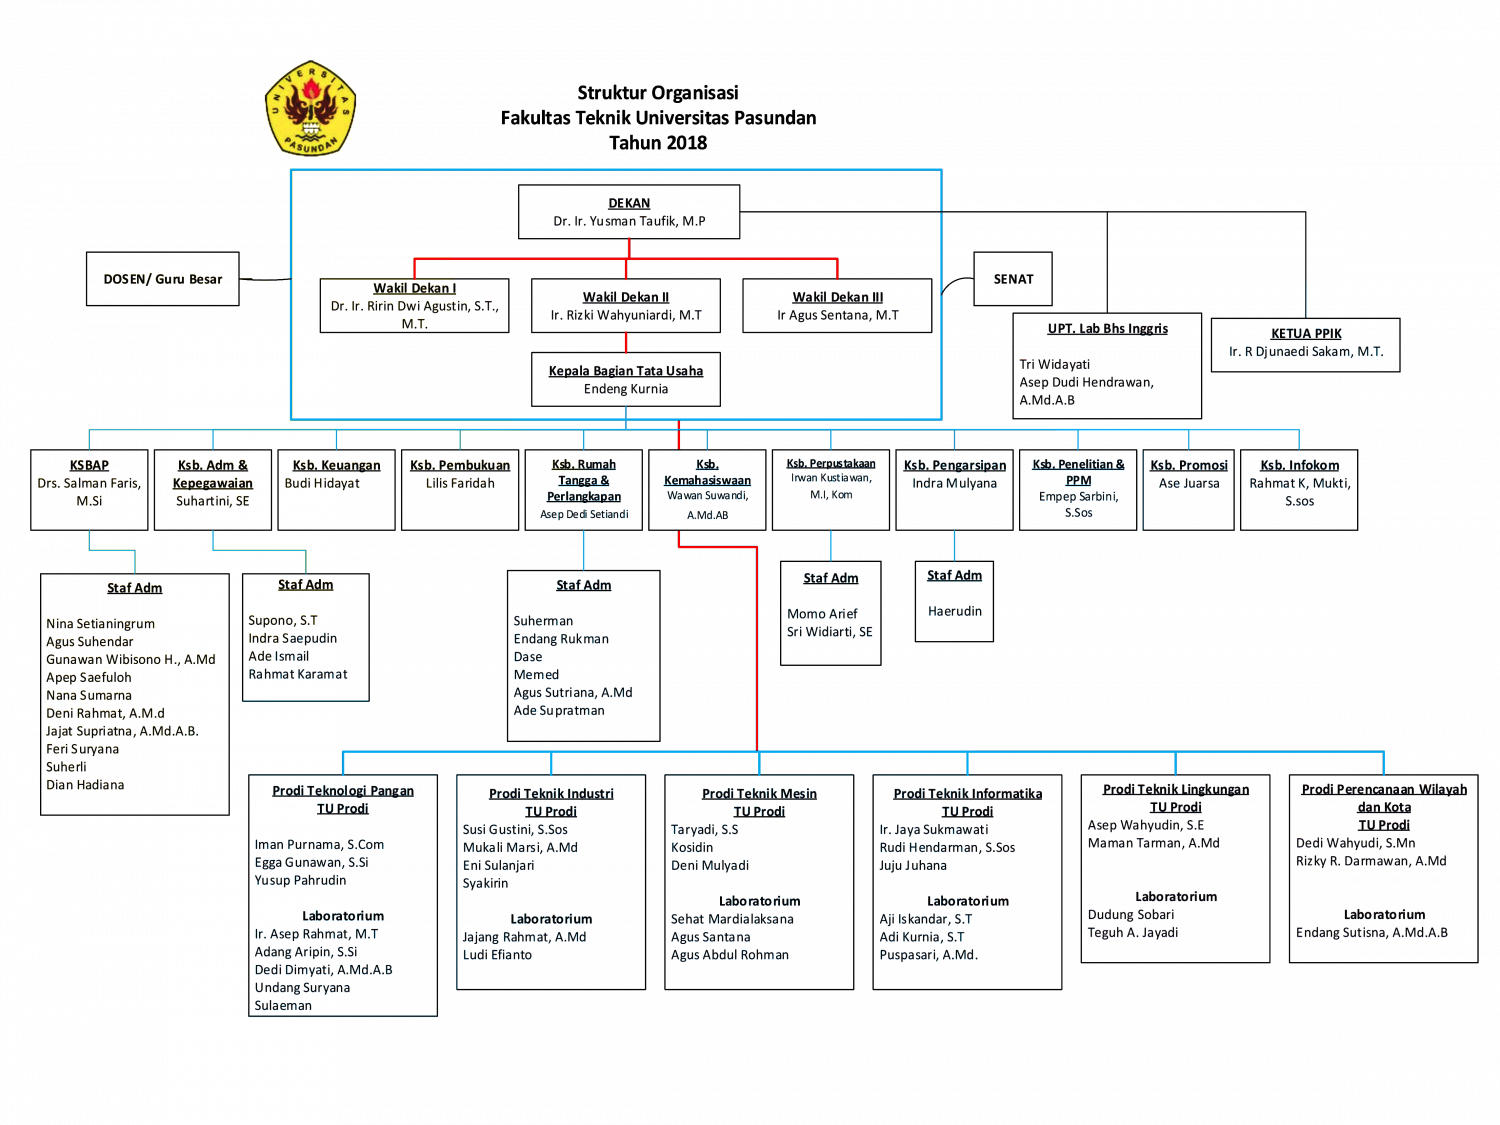 UNIVERSITAS
PASUNDAN
Struktur Organisasi
Fakultas Teknik Universitas Pasundan
Tahun 2018
DEKAN
Dr. Ir. Yusman Taufik, M.P
DOSEN/ Guru Besar
Wakil Dekan I
Dr. Ir. Ririn Dwi Agustin, S.T.,
M.T.
Wakil Dekan II
Ir. Rizki Wahyuniardi, M.T
Wakil Dekan III
Ir Agus Sentana, M.T
SENAT
UPT. Lab Bhs Inggris
Tri Widayati
Asep Dudi Hendrawan,
A.Md.A.B
KETUA PPIK
Ir. R Djunaedi Sakam, M.T.
Kepala Bagian Tata Usaha
Endeng Kurnia
KSBAP
Drs. Salman Faris,
M.Si
Ksb. Adm &
Kepegawaian
Suhartini, SE
Ksb. Keuangan
Budi Hidayat
Ksb. Pembukuan
Lilis Faridah
Ksb. Rumah
Tangga &
Perlangkapan
Asep Dedi Setiandi
Ksb.
Kemahasiswaan
Wawan Suwandi,
A.Md.AB
Ksb. Perpustakaan
Irwan Kustiawan,
M.I, Kom
Ksb. Pengarsipan
Indra Mulyana
Ksb. Penelitian &
PPM
Empep Sarbini,
S.Sos
Ksb. Promosi
Ase Juarsa
Ksb. Infokom
Rahmat K, Mukti,
S.sos
Staf Adm
Nina Setianingrum
Agus Suhendar
Gunawan Wibisono H., A.Md
Apep Saefuloh
Nana Sumarna
Deni Rahmat, A.M.d
Jajat Supriatna, A.Md.A.B.
Feri Suryana
Suherli
Dian Hadiana
Staf Adm
Supono, S.T
Indra Saepudin
Ade Ismail
Rahmat Karamat
Staf Adm
Suherman
Endang Rukman
Dase
Memed
Agus Sutriana, A.Md
Ade Supratman
Staf Adm
Momo Arief
Sri Widiarti, SE
Staf Adm
Haerudin
Prodi Teknologi Pangan
TU Prodi
Iman Purnama, S.Com
Egga Gunawan, S.Si
Yusup Pahrudin
Laboratorium
Ir. Asep Rahmat, M.T
Adang Aripin, S.Si
Dedi Dimyati, A.Md.A.B
Undang Suryana
Sulaeman
Prodi Teknik Industri
TU Prodi
Susi Gustini, S.Sos
Mukali Marsi, A.Md
Eni Sulanjari
Syakirin
Laboratorium
Jajang Rahmat, A.Md
Ludi Efianto
Prodi Teknik Mesin
TU Prodi
Taryadi, S.S
Kosidin
Deni Mulyadi
Laboratorium
Sehat Mardialaksana
Agus Santana
Agus Abdul Rohman
Prodi Teknik Informatika
TU Prodi
Ir. Jaya Sukmawati
Rudi Hendarman, S.Sos
Juju Juhana
Laboratorium
Aji Iskandar, S.T
Adi Kurnia, S.T
Puspasari, A.Md.
Prodi Teknik Lingkungan
TU Prodi
Asep Wahyudin, S.E
Maman Tarman, A.Md
Laboratorium
Dudung Sobari
Teguh A. Jayadi
Prodi Perencanaan Wilayah
dan Kota
TU Prodi
Dedi Wahyudi, S.Mn
Rizky R. Darmawan, A.Md
Laboratorium
Endang Sutisna, A.Md.A.B